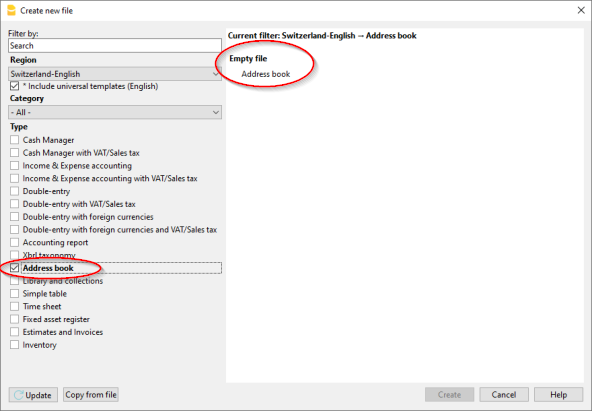 Create new file
Filter by:
Search
Region
Switzerland-English
* Include universal templates (English)
Category
- All -
Type
Cash Manager
Cash Manager with VAT/Sales tax
Income & Expense accounting
Income & Expense accounting with VAT/Sales tax
Double-entry
Double-entry with VAT/Sales tax
Double-entry with foreign currencies
Double-entry with foreign currencies and VAT/Sales tax
Accounting report
Xbrl taxonomy
Address book
Library and collections
Simple table
Time sheet
Fixed asset register
Estimates and Invoices
Inventory
Current filter: Switzerland-English → Address book
Empty file
Address book
Update
Copy from file
Create
Cancel
Help